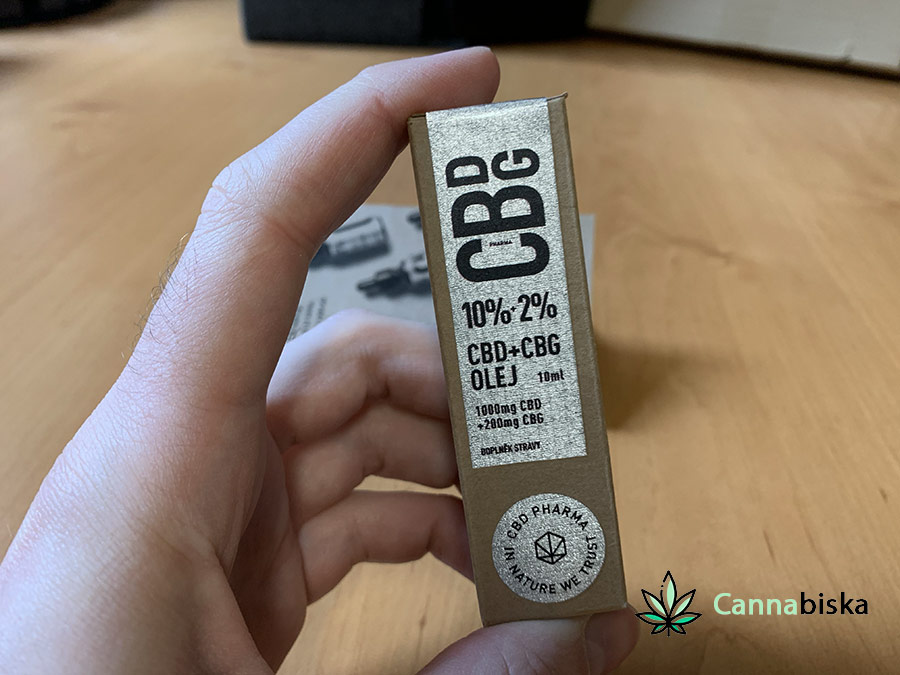 CBD
CBG
PHARMA
10%+2%
CBD+CBG
OLEJ 10ml
1000mg CBD
+200mg CBG
DOPLNĚK STRAVY
CBD PHARMA
IN NATURE WE TRUST
Cannabiska